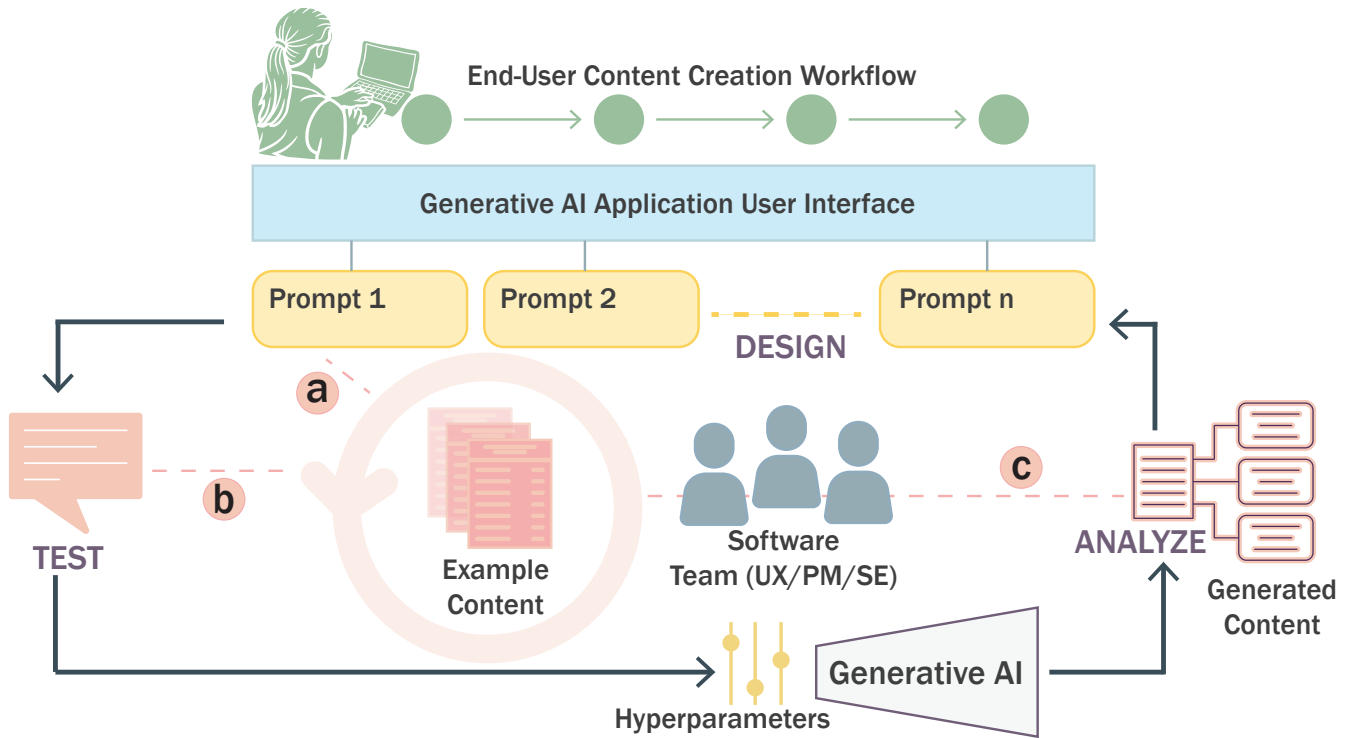 End-User Content Creation Workflow
Generative AI Application User Interface
Prompt 1
Prompt 2
Prompt n
DESIGN
a
b
c
TEST
Example
Content
Software
Team (UX/PM/SE)
ANALYZE
Generated
Content
Hyperparameters
Generative AI